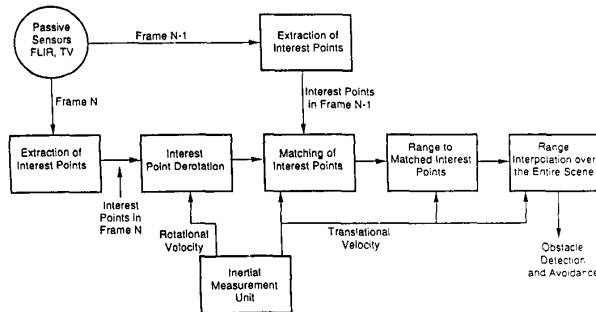 Passive
Sensors
FLIR, TV
Frame N-1
Extraction of
Interest Points
Frame N
Interest Points
in Frame N-1
Extraction of
Interest Points
Interest
Point Derotation
Matching of
Interest Points
Range to
Matched Interest
Points
Range
Interpolation over
the Entire Scene
Interest
Points in
Frame N
Rotational
Velocity
Translational
Velocity
Inertial
Measurement
Unit
Obstacle
Detection
and Avoidance